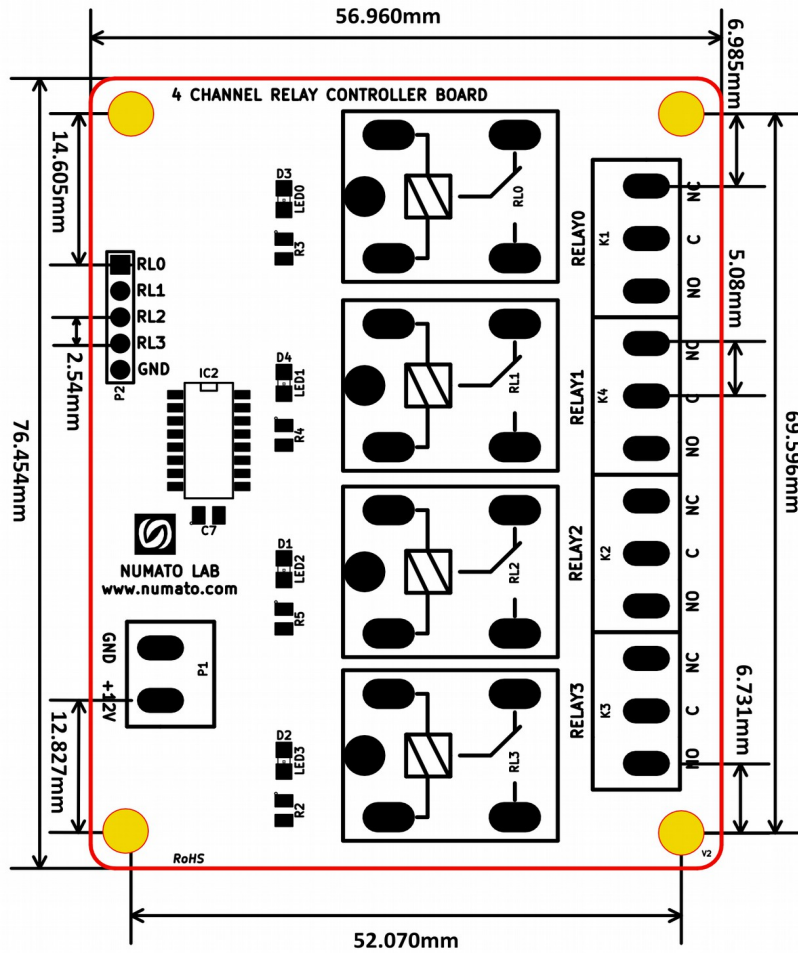 56.960mm
6.985mm
4 CHANNEL RELAY CONTROLLER BOARD
14.605mm
D3
LED0
R3
RL0
RELAY0
K1
NC
C
NO
RL0
RL1
RL2
RL3
GND
P2
2.54mm
5.08mm
IC2
D4
LED1
R4
RL1
RELAY1
K4
NC
C
NO
76.454mm
69.596mm
C7
NUMATO LAB
www.numato.com
D1
LED2
R5
RL2
RELAY2
K2
NC
C
NO
GND
+12V
P1
12.827mm
D2
LED3
R2
RL3
RELAY3
K3
NC
C
NO
6.731mm
RoHS
V2
52.070mm